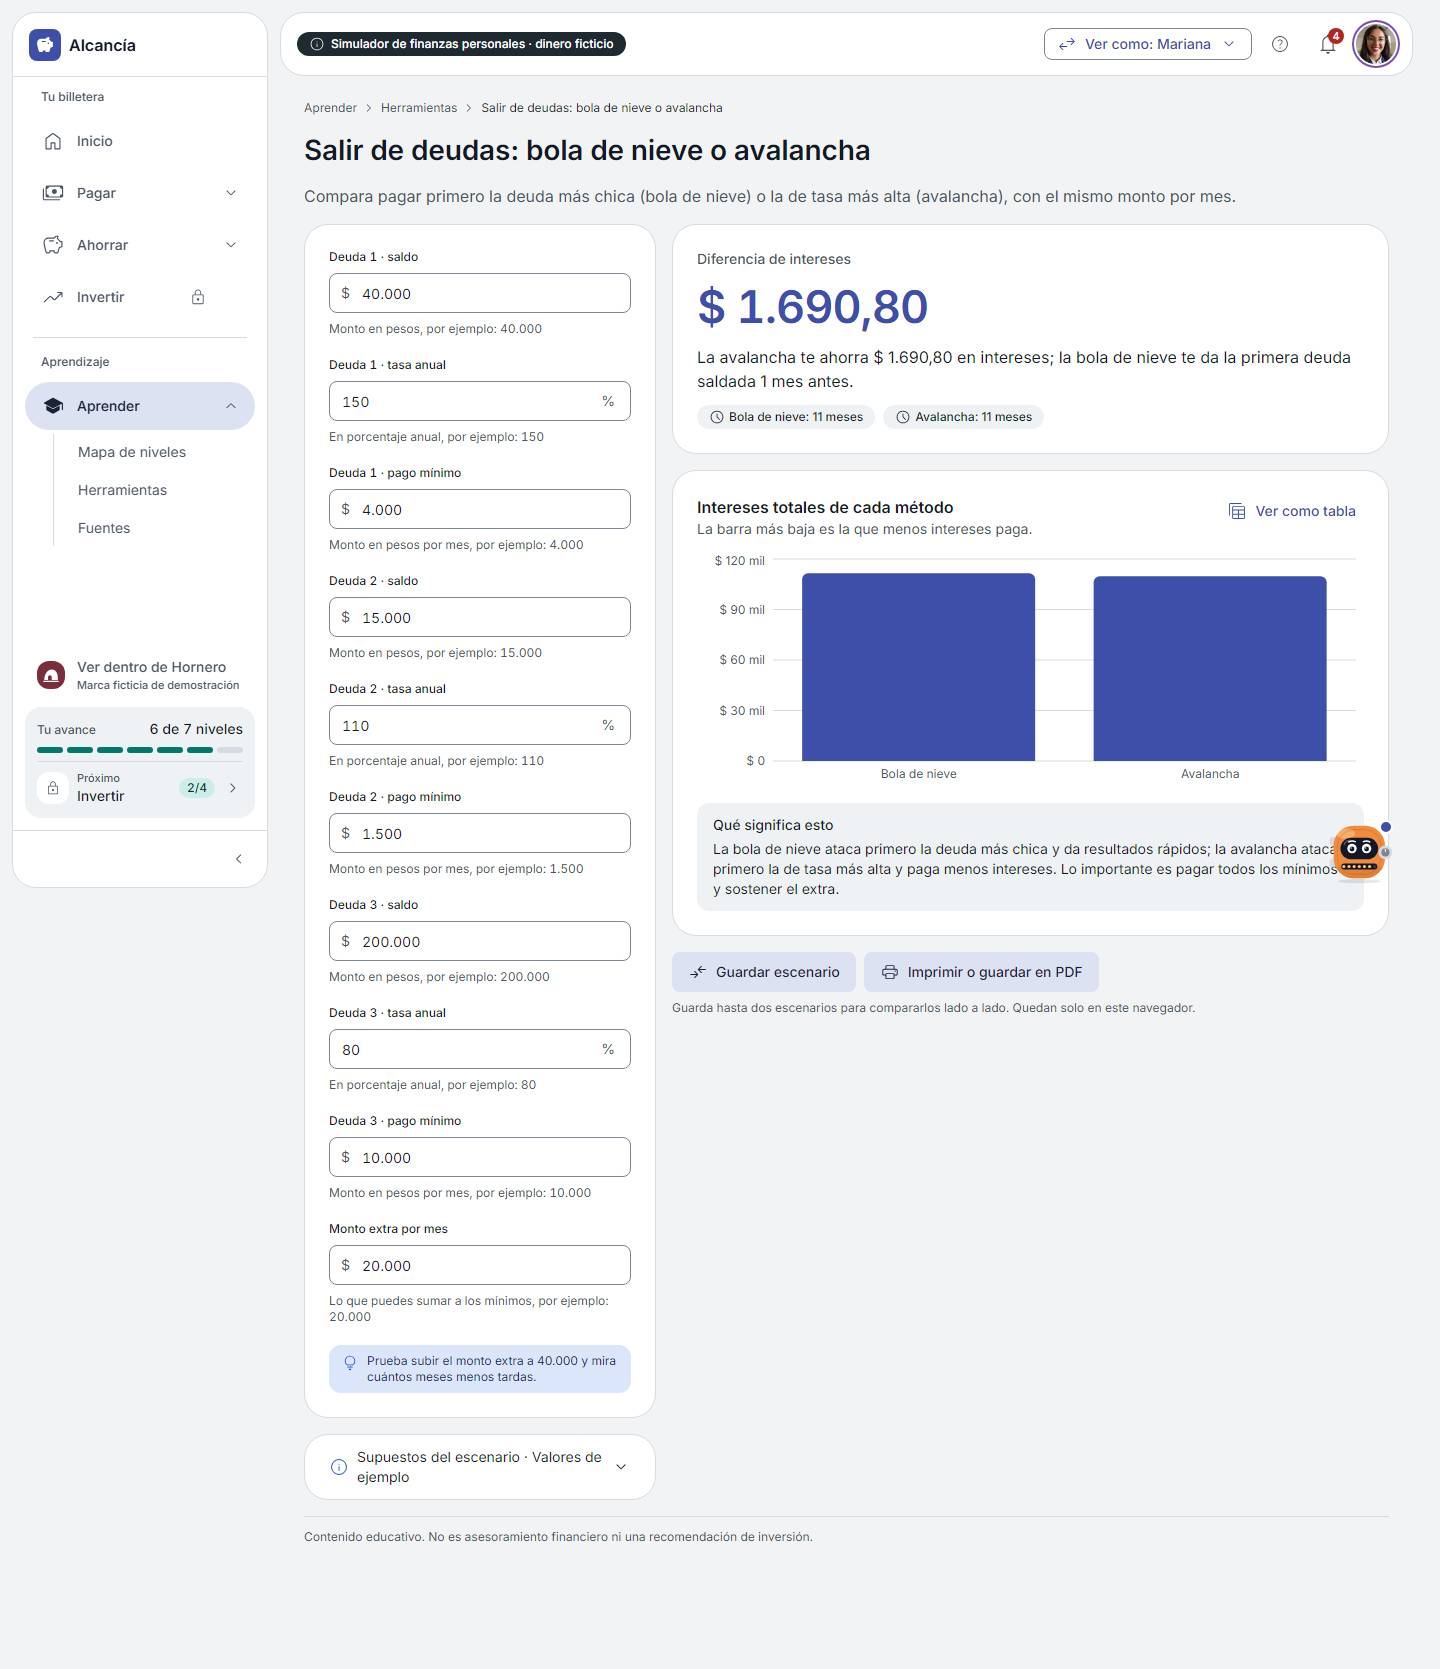 Alcancía
Tu billetera
Inicio
Pagar
Ahorrar
Invertir
Aprendizaje
Aprender
Mapa de niveles
Herramientas
Fuentes
Ver dentro de Hornero
Marca ficticia de demostración
Tu avance
6 de 7 niveles
Próximo
Invertir
2/4
Simulador de finanzas personales · dinero ficticio
Ver como: Mariana
4
Aprender
Herramientas
Salir de deudas: bola de nieve o avalancha
Salir de deudas: bola de nieve o avalancha
Compara pagar primero la deuda más chica (bola de nieve) o la de tasa más alta (avalancha), con el mismo monto por mes.
Deuda 1 · saldo
$ 40.000
Monto en pesos, por ejemplo: 40.000
Deuda 1 · tasa anual
150 %
En porcentaje anual, por ejemplo: 150
Deuda 1 · pago mínimo
$ 4.000
Monto en pesos por mes, por ejemplo: 4.000
Deuda 2 · saldo
$ 15.000
Monto en pesos, por ejemplo: 15.000
Deuda 2 · tasa anual
110 %
En porcentaje anual, por ejemplo: 110
Deuda 2 · pago mínimo
$ 1.500
Monto en pesos por mes, por ejemplo: 1.500
Deuda 3 · saldo
$ 200.000
Monto en pesos, por ejemplo: 200.000
Deuda 3 · tasa anual
80 %
En porcentaje anual, por ejemplo: 80
Deuda 3 · pago mínimo
$ 10.000
Monto en pesos por mes, por ejemplo: 10.000
Monto extra por mes
$ 20.000
Lo que puedes sumar a los mínimos, por ejemplo:
20.000
Prueba subir el monto extra a 40.000 y mira
cuántos meses menos tardas.
Supuestos del escenario · Valores de
ejemplo
Diferencia de intereses
$ 1.690,80
La avalancha te ahorra $ 1.690,80 en intereses; la bola de nieve te da la primera deuda
saldada 1 mes antes.
Bola de nieve: 11 meses
Avalancha: 11 meses
Intereses totales de cada método
La barra más baja es la que menos intereses paga.
Ver como tabla
$ 120 mil
$ 90 mil
$ 60 mil
$ 30 mil
$ 0
Bola de nieve
Avalancha
Qué significa esto
La bola de nieve ataca primero la deuda más chica y da resultados rápidos; la avalancha ataca
primero la de tasa más alta y paga menos intereses. Lo importante es pagar todos los mínimos
y sostener el extra.
Guardar escenario
Imprimir o guardar en PDF
Guarda hasta dos escenarios para compararlos lado a lado. Quedan solo en este navegador.
Contenido educativo. No es asesoramiento financiero ni una recomendación de inversión.